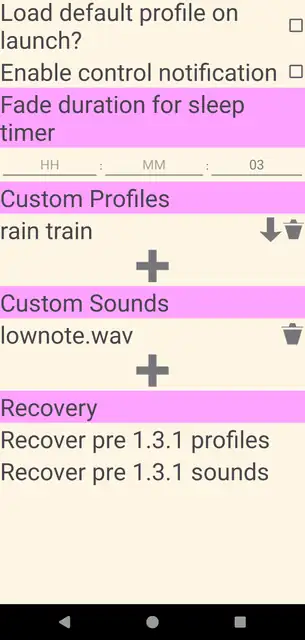 Load default profile on
launch?
Enable control notification
Fade duration for sleep
timer
HH : MM : 03
Custom Profiles
rain train
Custom Sounds
lownote.wav
Recovery
Recover pre 1.3.1 profiles
Recover pre 1.3.1 sounds